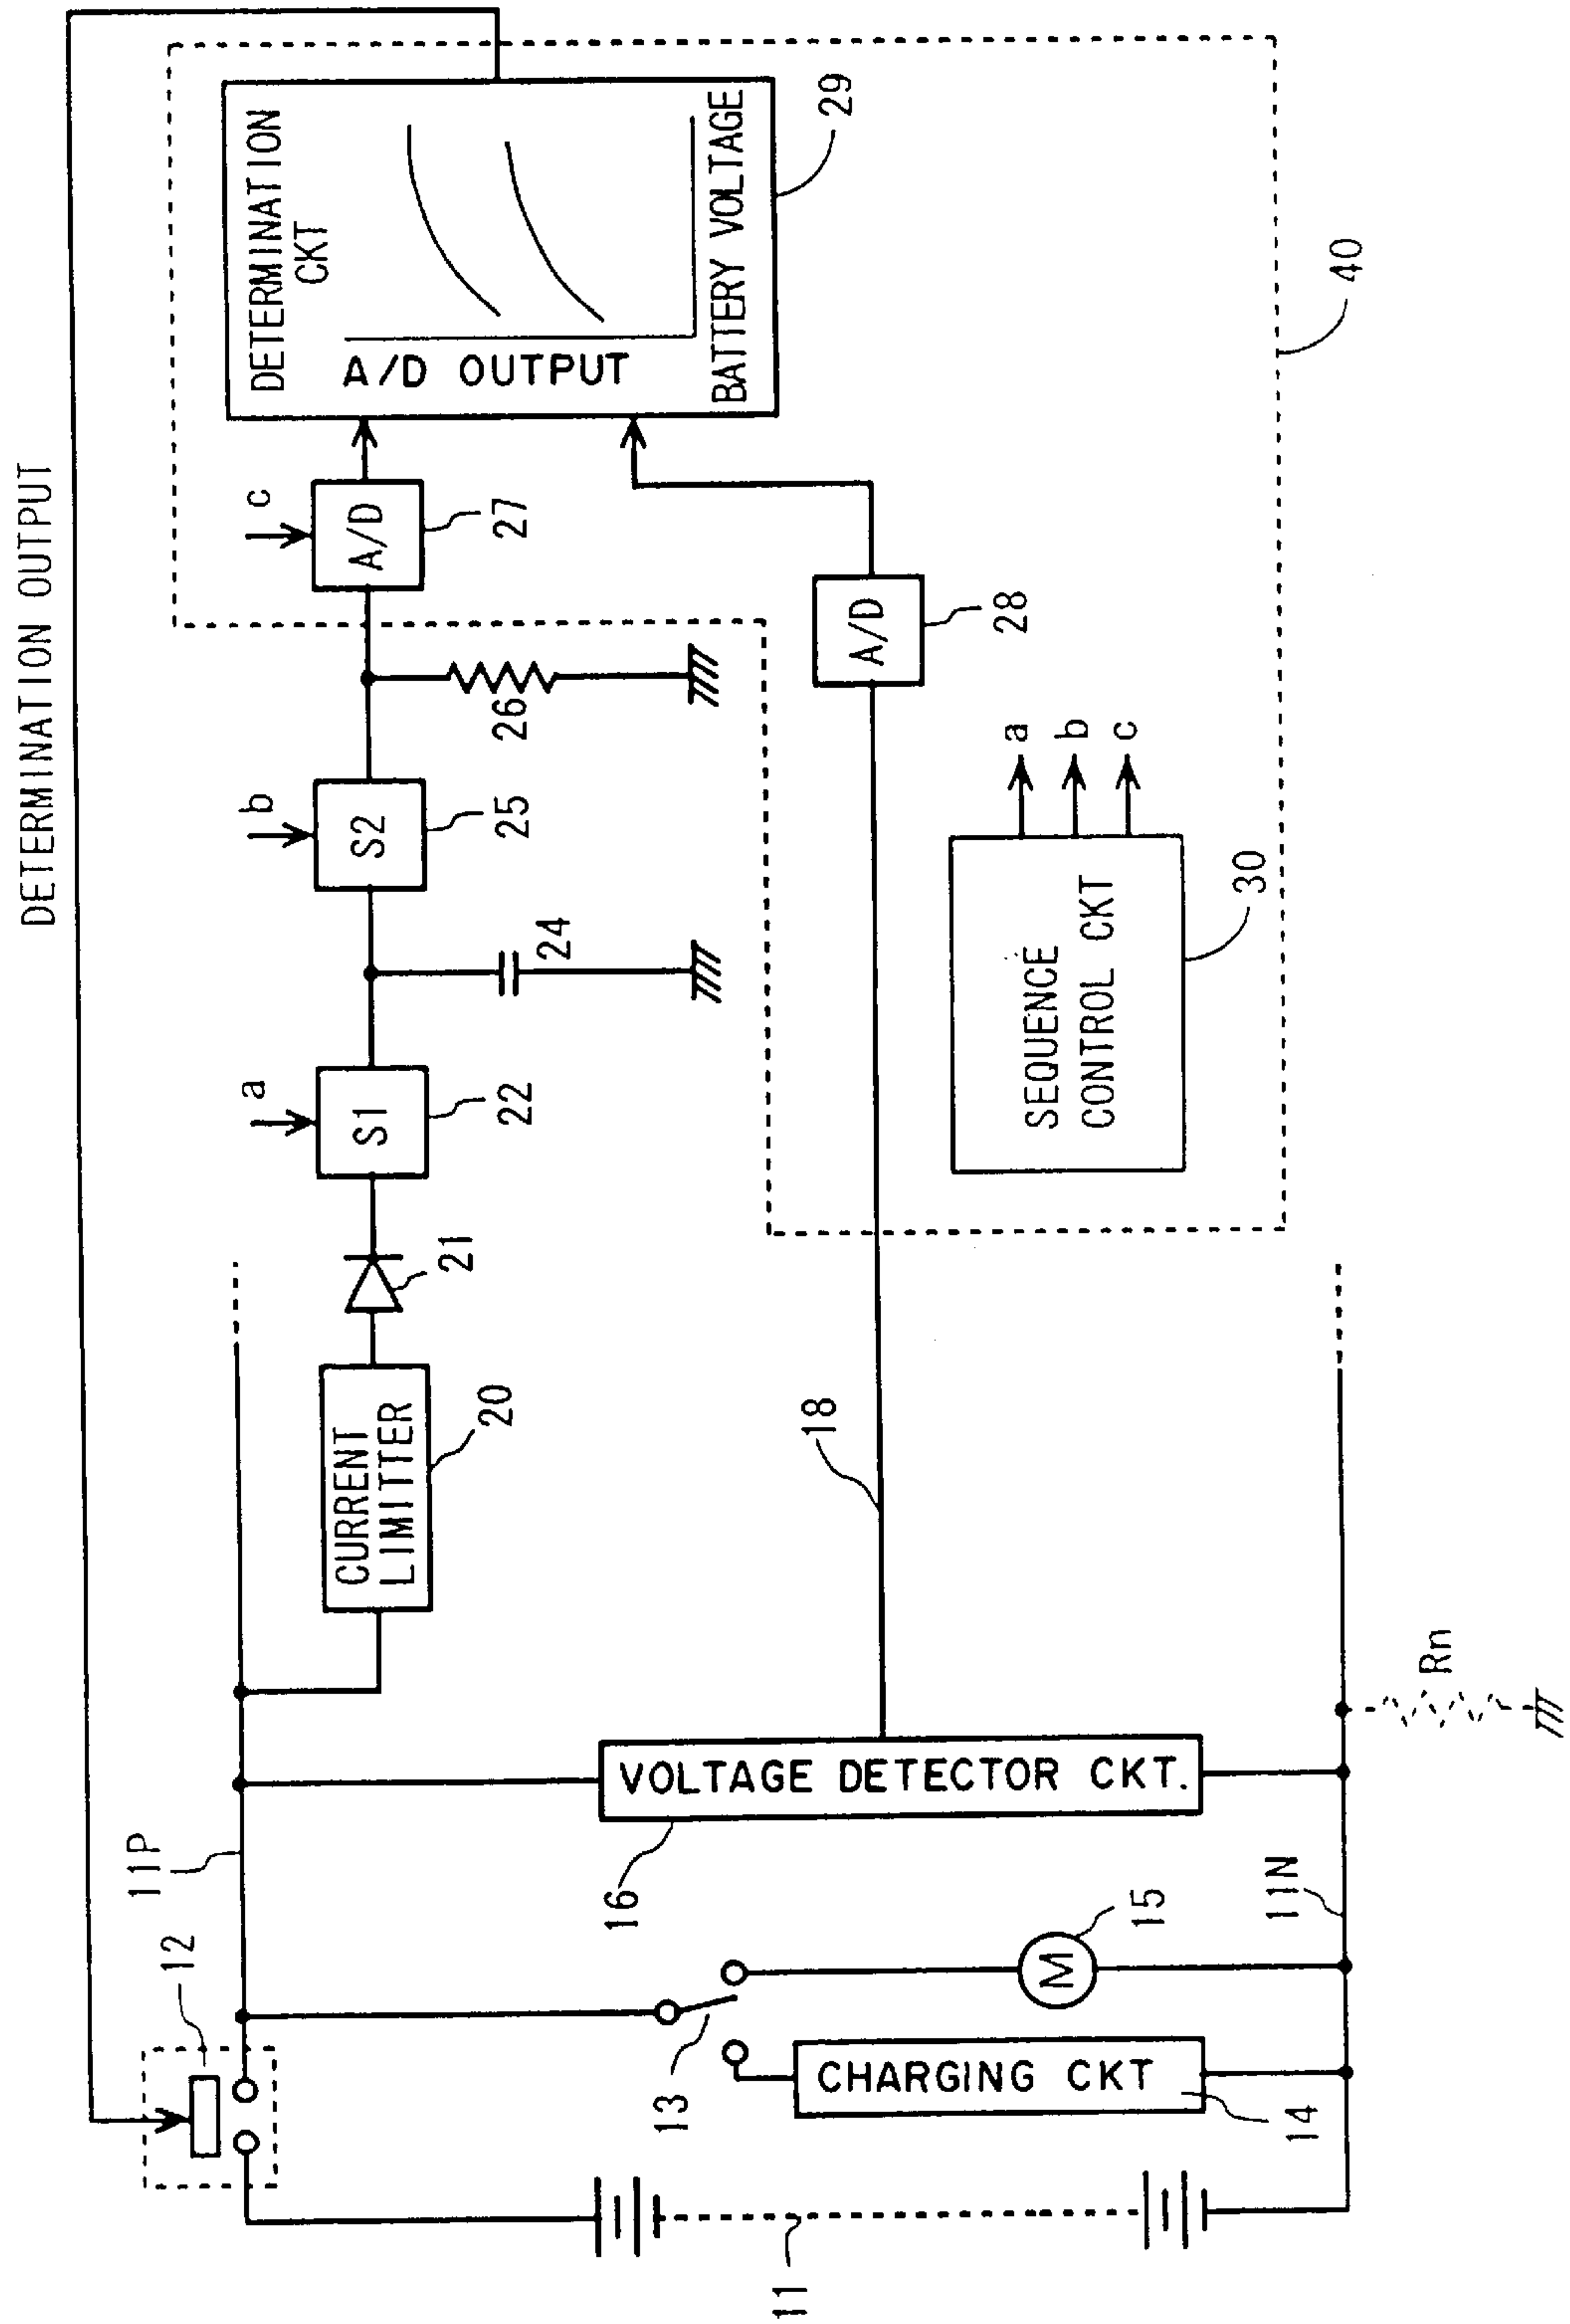 DETERMINATION OUTPUT
DETERMINATION
CKT
A/D OUTPUT
BATTERY VOLTAGE
29
c
A/D
27
b
S2
25
26
a
S1
22
24
21
CURRENT
LIMITTER
20
A/D
28
40
SEQUENCE
CONTROL CKT
30
a
b
c
18
11P
12
VOLTAGE DETECTOR CKT.
16
13
M
15
CHARGING CKT
14
11
11N
Rn